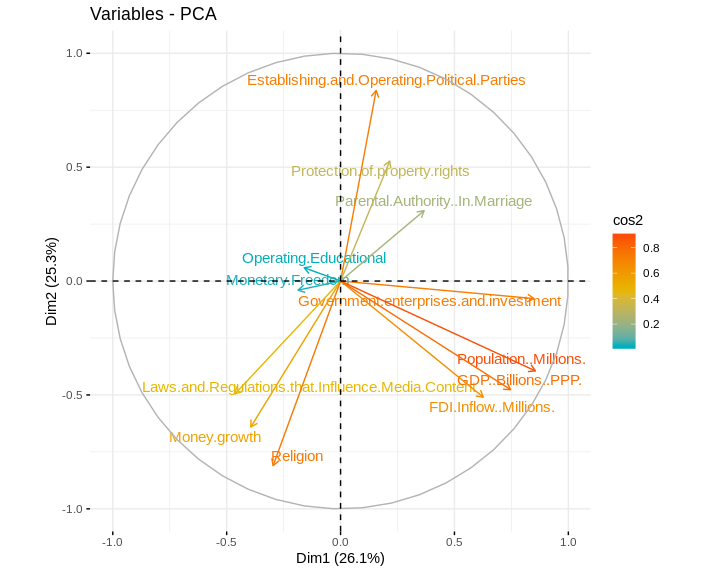 Variables - PCA
1.0
0.5
0.0
-0.5
-1.0
Dim2 (25.3%)
Establishing.and.Operating.Political.Parties
Protection.of.property.rights
Parental.Authority..In.Marriage
Operating.Educational
Monetary.Freedom
Government.enterprises.and.investment
Population..Millions.
GDP..Billions..PPP.
Laws.and.Regulations.that.Influence.Media.Content
FDI.Inflow..Millions.
Money.growth
Religion
-1.0
-0.5
0.0
0.5
1.0
Dim1 (26.1%)
cos2
0.8
0.6
0.4
0.2